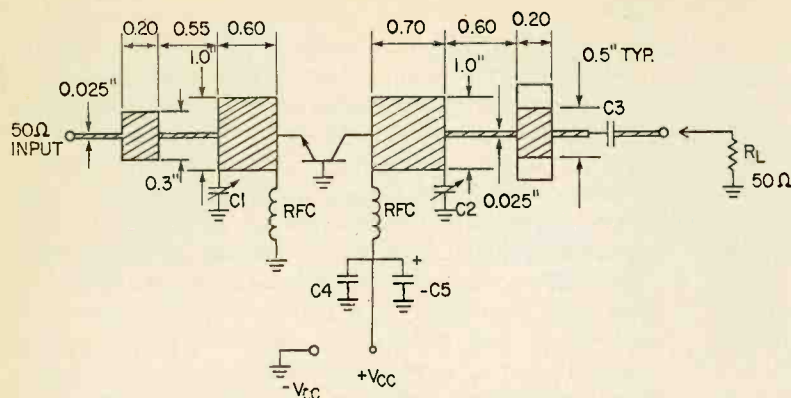 0.20 0.55 0.60 0.70 0.60 0.20
1.0" 1.0" 0.5" TYP.
0.025" C3
50Ω
INPUT
RL
50Ω
0.3" C1 RFC RFC C2 0.025"
+
C4 -C5
-VCC +VCC